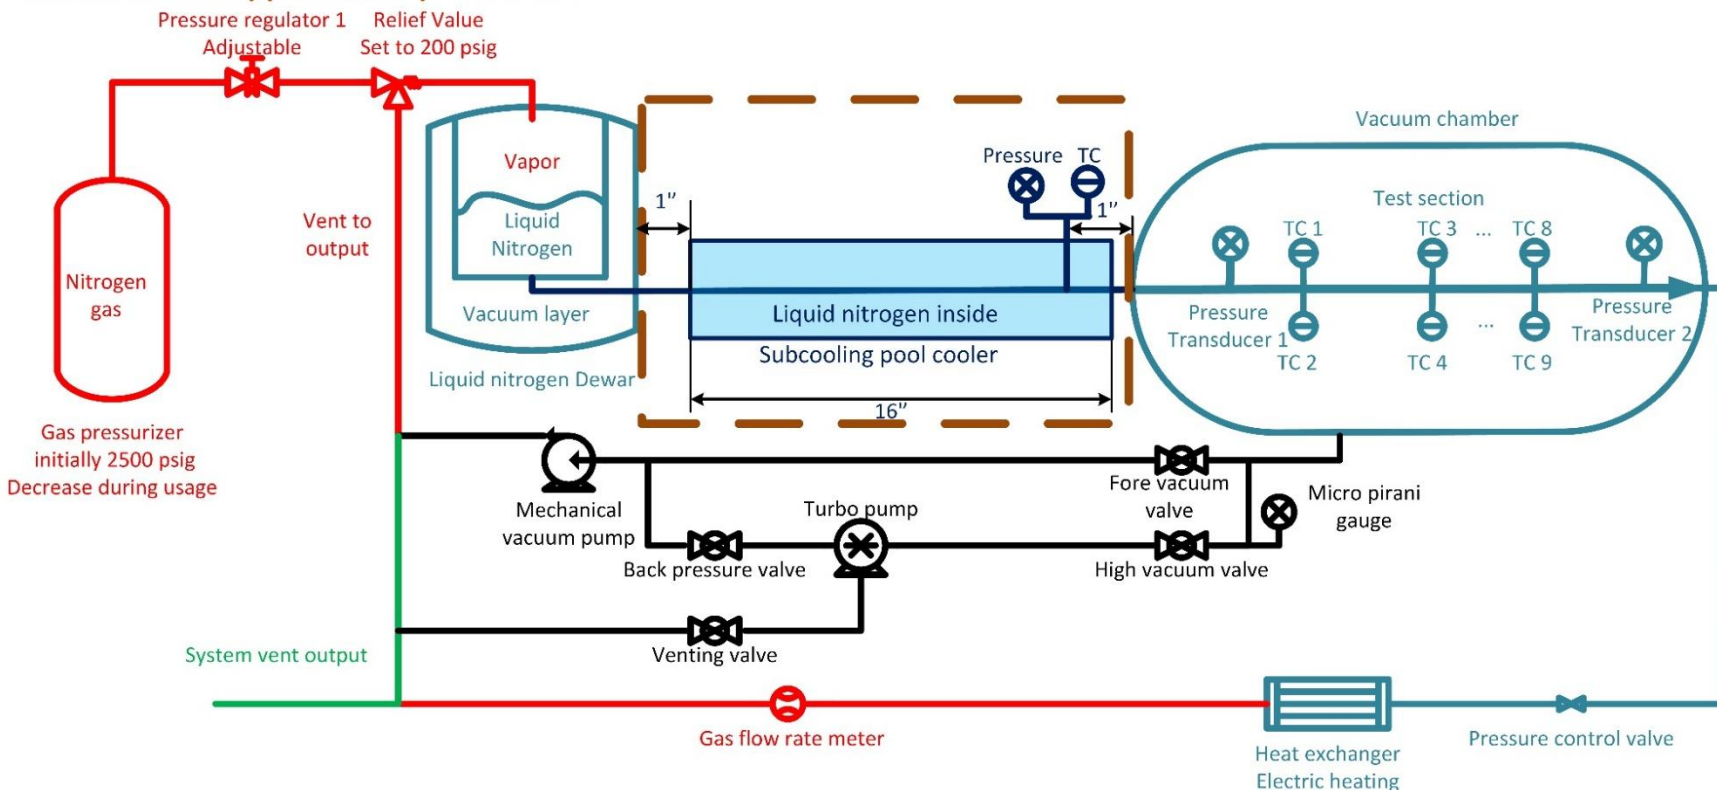 Pressure regulator 1
Adjustable
Relief Value
Set to 200 psig
Vacuum chamber
Pressure
TC
Vapor
Test section
1”
1”
Vent to
output
Liquid
Nitrogen
TC 1
TC 3
...
TC 8
Nitrogen
gas
Vacuum layer
Liquid nitrogen inside
Pressure
Transducer 1
Pressure
Transducer 2
...
Subcooling pool cooler
TC 2
TC 4
TC 9
Liquid nitrogen Dewar
16”
Gas pressurizer
initially 2500 psig
Decrease during usage
Mechanical
vacuum pump
Turbo pump
Fore vacuum
valve
Micro pirani
gauge
Back pressure valve
High vacuum valve
System vent output
Venting valve
Gas flow rate meter
Heat exchanger
Electric heating
Pressure control valve